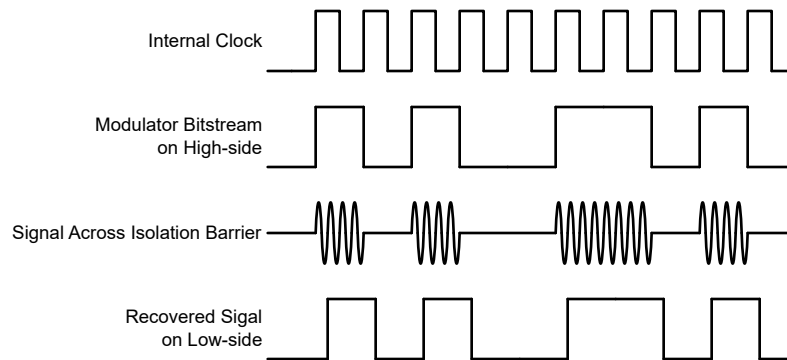 Internal Clock
Modulator Bitstream
on High-side
Signal Across Isolation Barrier
Recovered Sigal
on Low-side